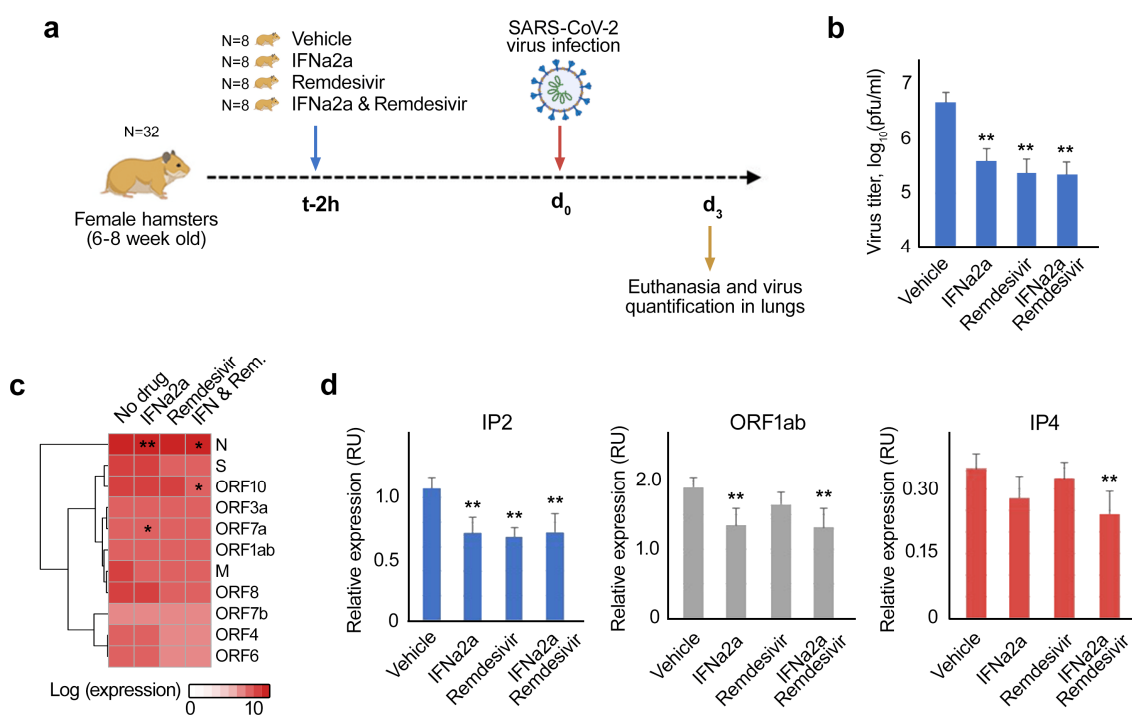 a
N=8 Vehicle
N=8 IFNa2a
N=8 Remdesivir
N=8 IFNa2a & Remdesivir
SARS-CoV-2
virus infection
N=32
Female hamsters
(6-8 week old)
t-2h
d0
d3
Euthanasia and virus
quantification in lungs
b
Virus titer, log10(pfu/ml)
7
6
5
4
**
**
**
Vehicle
IFNa2a
Remdesivir
IFNa2a
Remdesivir
c
No drug
IFNa2a
Remdesivir
IFN & Rem.
** * N
S
* ORF10
ORF3a
* ORF7a
ORF1ab
M
ORF8
ORF7b
ORF4
ORF6
Log (expression)
0 10
d
IP2
Relative expression (RU)
1.0
0.5
0
**
**
**
Vehicle
IFNa2a
Remdesivir
IFNa2a
Remdesivir
ORF1ab
Relative expression (RU)
2.0
1.0
0
**
**
Vehicle
IFNa2a
Remdesivir
IFNa2a
Remdesivir
IP4
Relative expression (RU)
0.30
0.15
0
**
Vehicle
IFNa2a
Remdesivir
IFNa2a
Remdesivir